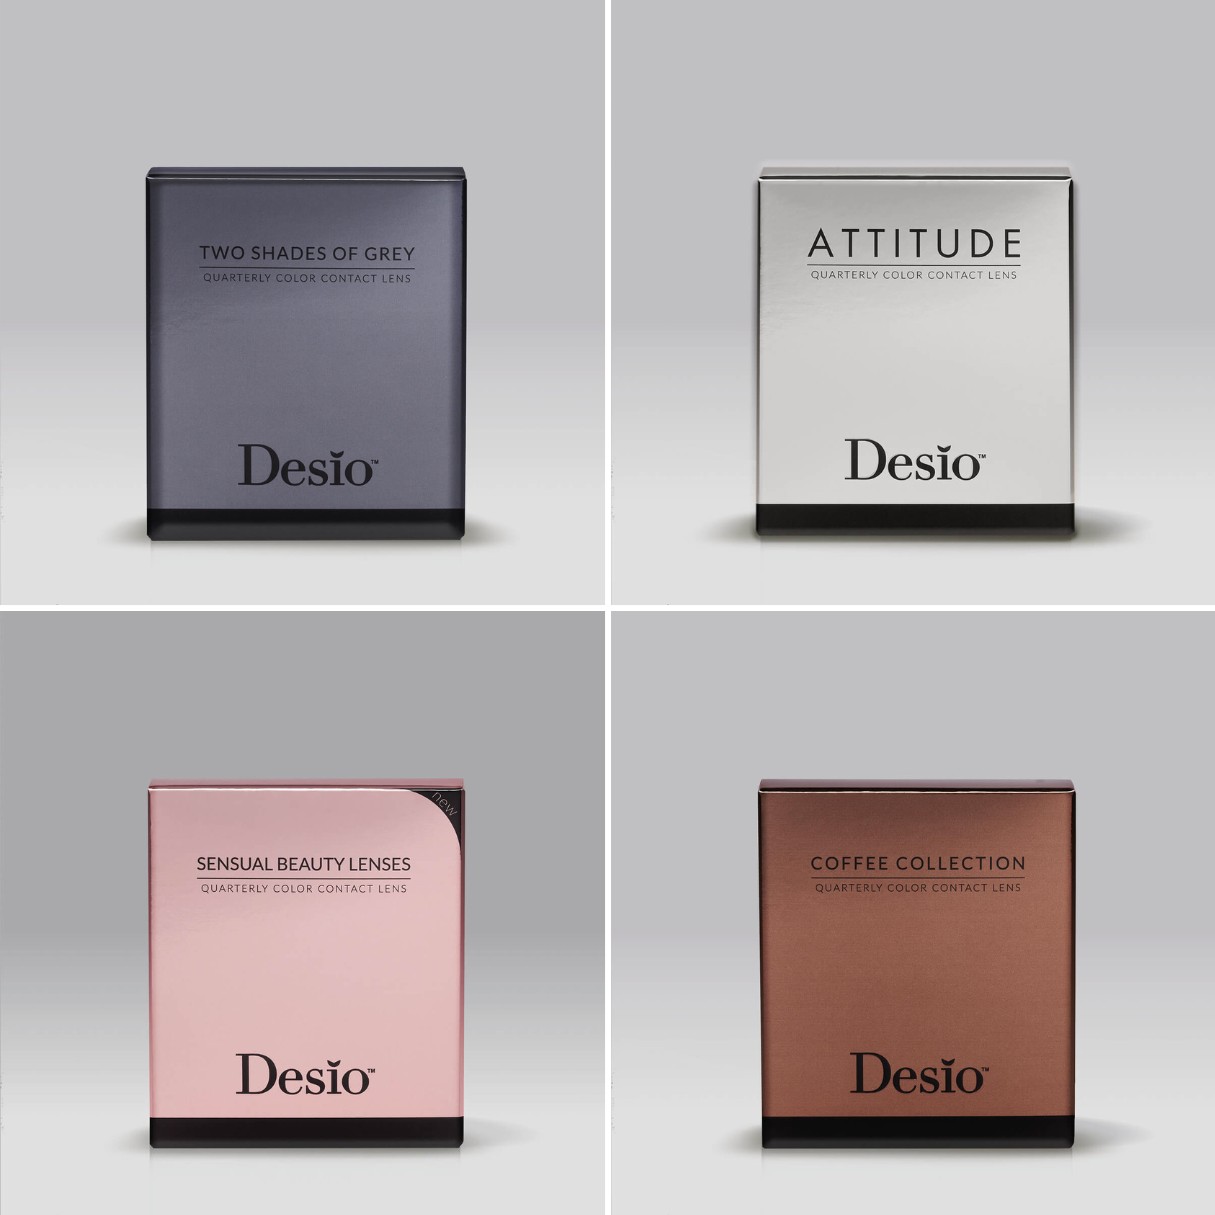 TWO SHADES OF GREY
QUARTERLY COLOR CONTACT LENS
Desio™
ATTITUDE
QUARTERLY COLOR CONTACT LENS
Desio™
new
SENSUAL BEAUTY LENSES
QUARTERLY COLOR CONTACT LENS
Desio™
COFFEE COLLECTION
QUARTERLY COLOR CONTACT LENS
Desio™